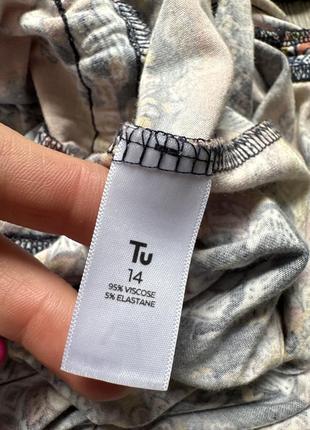 Tu
14
95% VISCOSE
5% ELASTANE